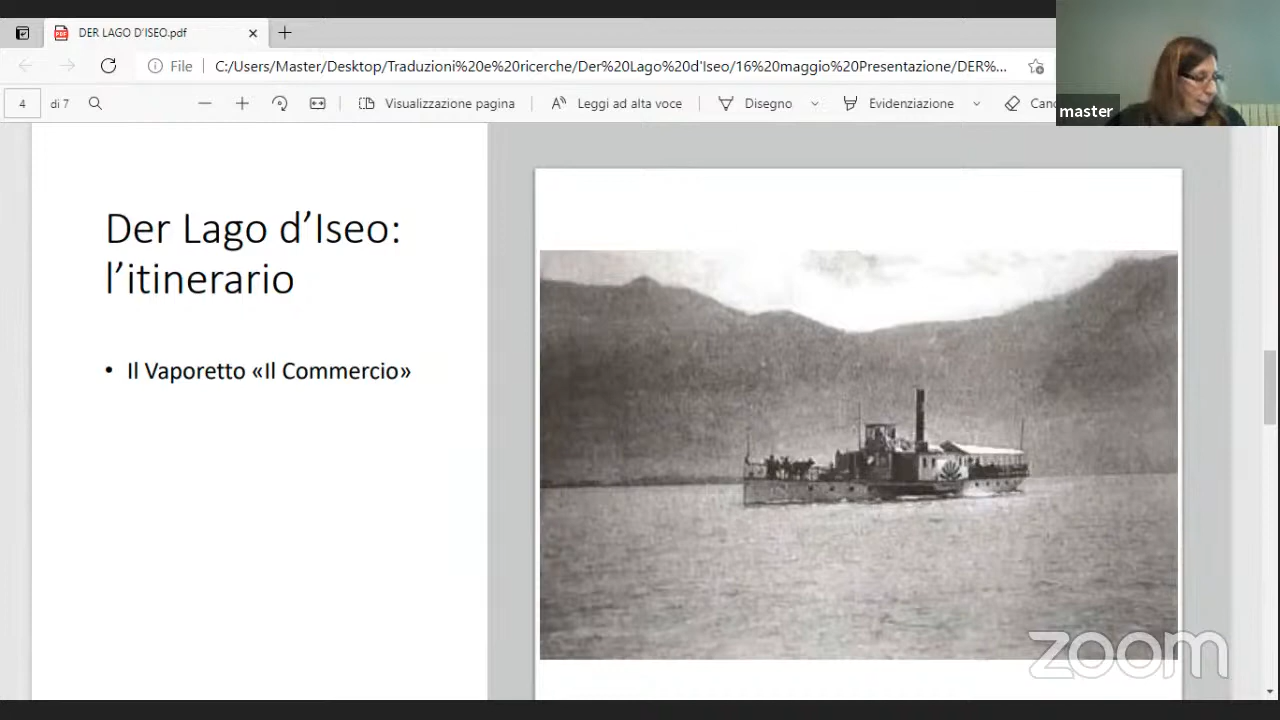 DER LAGO D'ISEO.pdf
File
C:/Users/Master/Desktop/Traduzioni%20e%20ricerche/Der%20Lago%20d'Iseo/16%20maggio%20Presentazione/DER%...
4 di 7
Visualizzazione pagina
Leggi ad alta voce
Disegno
Evidenziazione
Canc
master
Der Lago d’Iseo:
l’itinerario
• Il Vaporetto «Il Commercio»
zoom